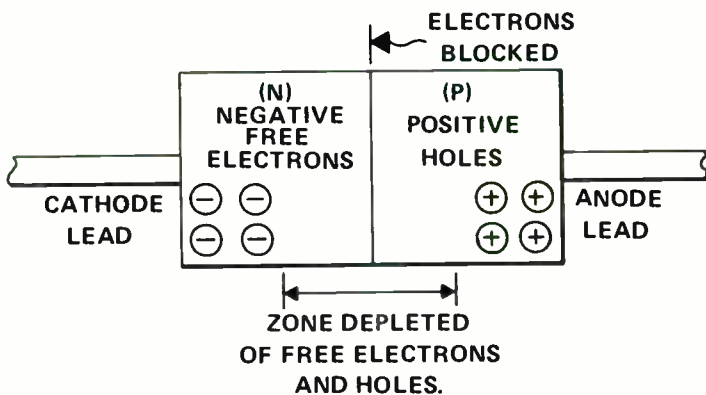 ELECTRONS
BLOCKED
(N)
NEGATIVE
FREE
ELECTRONS
(P)
POSITIVE
HOLES
CATHODE
LEAD
ANODE
LEAD
− −
− −
+ +
+ +
ZONE DEPLETED
OF FREE ELECTRONS
AND HOLES.